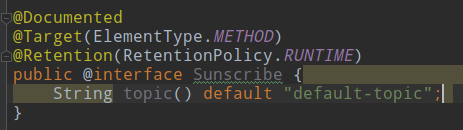 @Documented
@Target(ElementType.METHOD)
@Retention(RetentionPolicy.RUNTIME)
public @interface Sunscribe {
    String topic() default "default-topic";
}